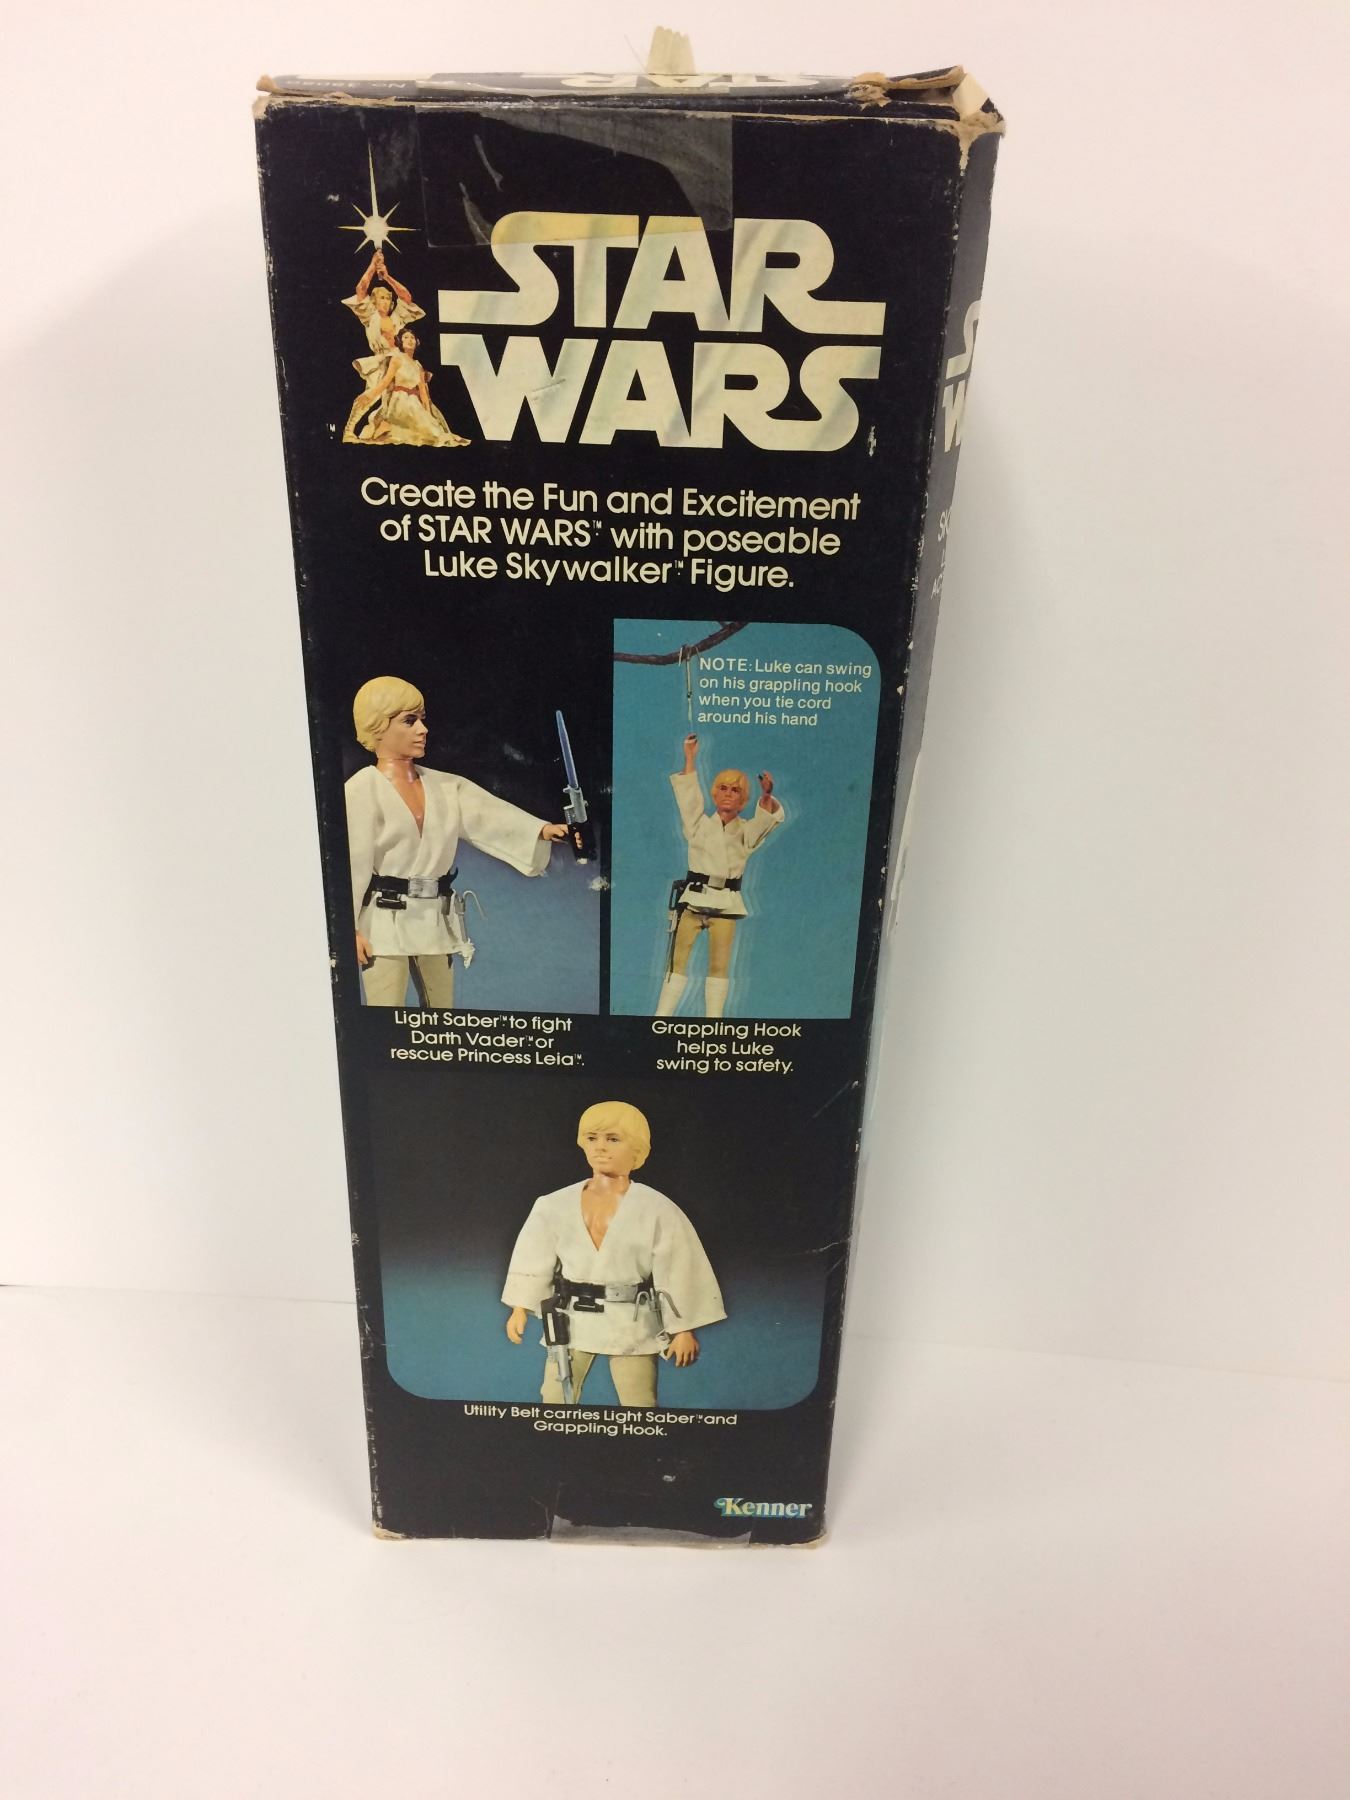 STAR
WARS
Create the Fun and Excitement
of STAR WARS™ with poseable
Luke Skywalker™ Figure.
NOTE: Luke can swing
on his grappling hook
when you tie cord
around his hand
Light Saber™ to fight
Darth Vader™ or
rescue Princess Leia™.
Grappling Hook
helps Luke
swing to safety.
Utility Belt carries Light Saber™ and
Grappling Hook.
Kenner